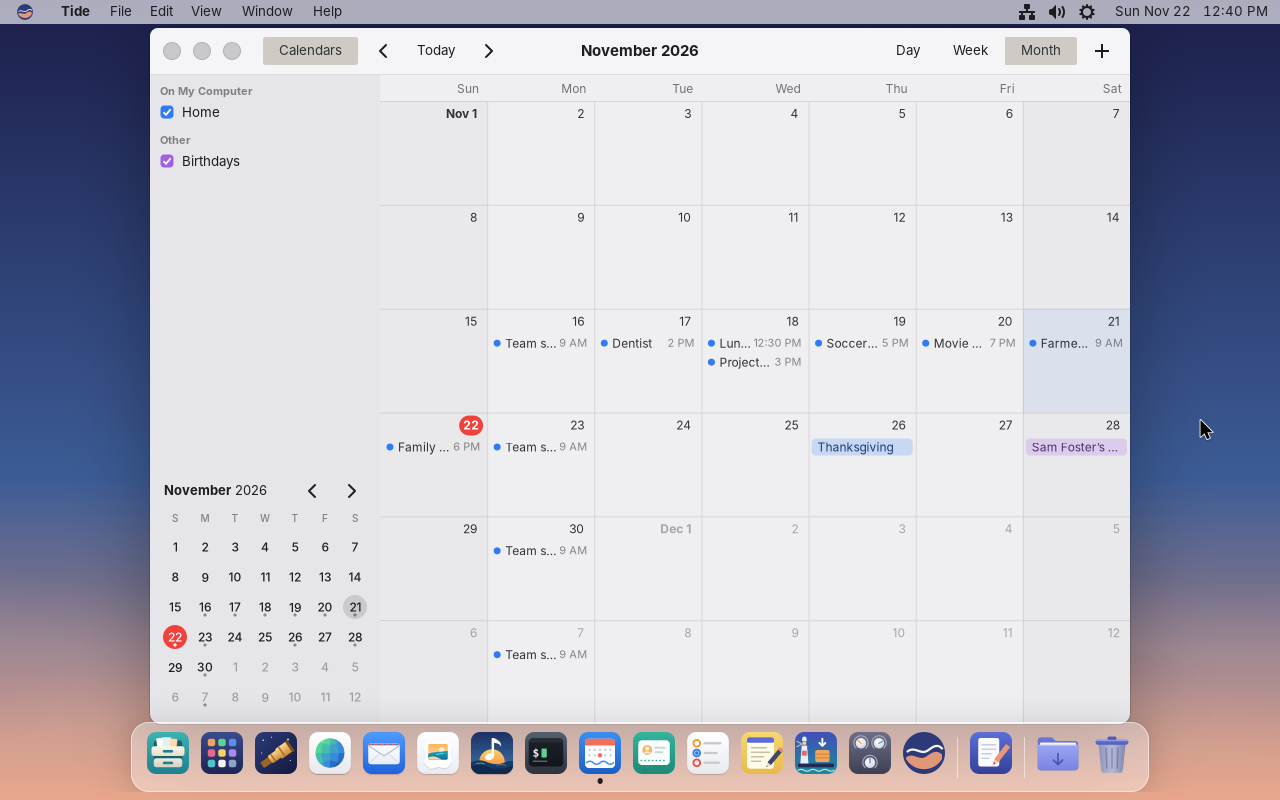 Tide File Edit View Window Help Sun Nov 22 12:40 PM
Calendars Today November 2026 Day Week Month
On My Computer
Home
Other
Birthdays
Sun Mon Tue Wed Thu Fri Sat
Nov 1 2 3 4 5 6 7
8 9 10 11 12 13 14
15 16 17 18 19 20 21
Team s... 9 AM Dentist 2 PM Lun... 12:30 PM Soccer... 5 PM Movie ... 7 PM Farme... 9 AM
Project... 3 PM
22 23 24 25 26 27 28
Family ... 6 PM Team s... 9 AM Thanksgiving Sam Foster's ...
29 30 Dec 1 2 3 4 5
Team s... 9 AM
6 7 8 9 10 11 12
Team s... 9 AM
November 2026
S M T W T F S
1 2 3 4 5 6 7
8 9 10 11 12 13 14
15 16 17 18 19 20 21
22 23 24 25 26 27 28
29 30 1 2 3 4 5
6 7 8 9 10 11 12
$